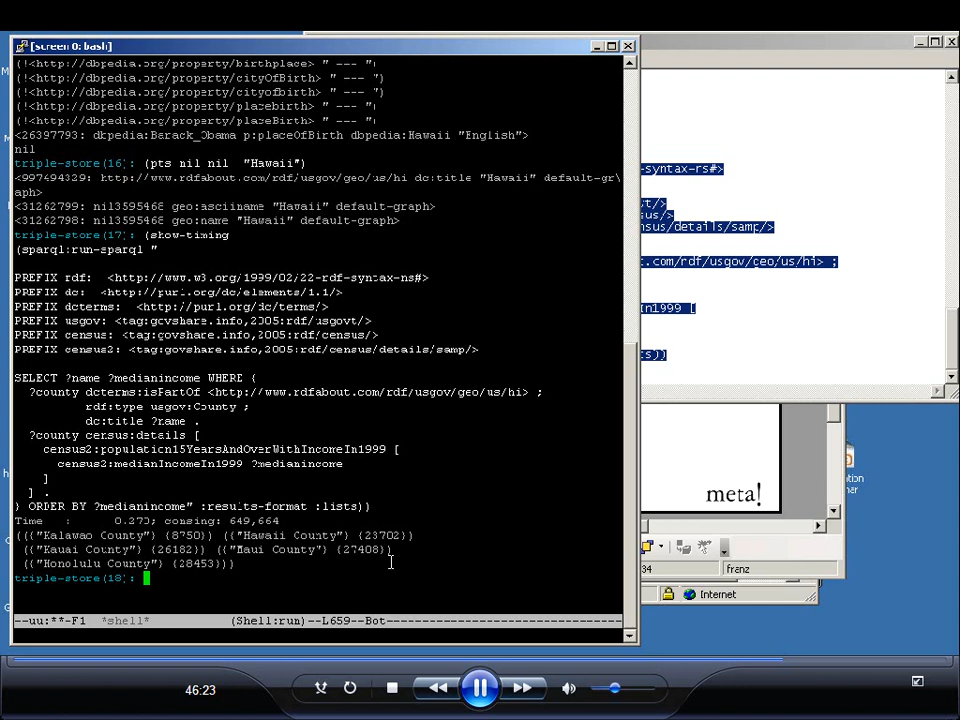 [screen 0: bash]
(!<http://dbpedia.org/property/birthplace> " --- ")
(!<http://dbpedia.org/property/cityOfBirth> " --- ")
(!<http://dbpedia.org/property/cityofbirth> " --- ")
(!<http://dbpedia.org/property/placebirth> " --- ")
(!<http://dbpedia.org/property/placeBirth> " --- ")
<26397793: dbpedia:Barack_Obama p:placeOfBirth dbpedia:Hawaii "English">
nil
triple-store(16): (pts nil nil "Hawaii")
<997494329: http://www.rdfabout.com/rdf/usgov/geo/us/hi dc:title "Hawaii" default-gr\
aph>
<31262799: nil3595468 geo:asciiname "Hawaii" default-graph>
<31262798: nil3595468 geo:name "Hawaii" default-graph>
triple-store(17): (show-timing
(sparql:run-sparql "
PREFIX rdf: <http://www.w3.org/1999/02/22-rdf-syntax-ns#>
PREFIX dc: <http://purl.org/dc/elements/1.1/>
PREFIX dcterms: <http://purl.org/dc/terms/>
PREFIX usgov: <tag:govshare.info,2005:rdf/usgovt/>
PREFIX census: <tag:govshare.info,2005:rdf/census/>
PREFIX census2: <tag:govshare.info,2005:rdf/census/details/samp/>
SELECT ?name ?medianincome WHERE {
?county dcterms:isPartOf <http://www.rdfabout.com/rdf/usgov/geo/us/hi> ;
rdf:type usgov:County ;
dc:title ?name .
?county census:details [
census2:population15YearsAndOverWithIncomeIn1999 [
census2:medianIncomeIn1999 ?medianincome
]
] .
} ORDER BY ?medianincome" :results-format :lists))
Time : 0.270; consing: 649,664
((("Kalawao County") {8750}) (("Hawaii County") {23702})
(("Kauai County") {26182}) (("Maui County") {27408})
(("Honolulu County") {28453}))
triple-store(18):
--uu:**-F1 *shell* (Shell:run)--L659--Bot
-syntax-rs#>
st/>
sus/>
nsus/details/samp/>
.com/rdf/usgov/geo/us/hi> ;
In1999 [
ts))
meta!
34
franz
Internet
46:23